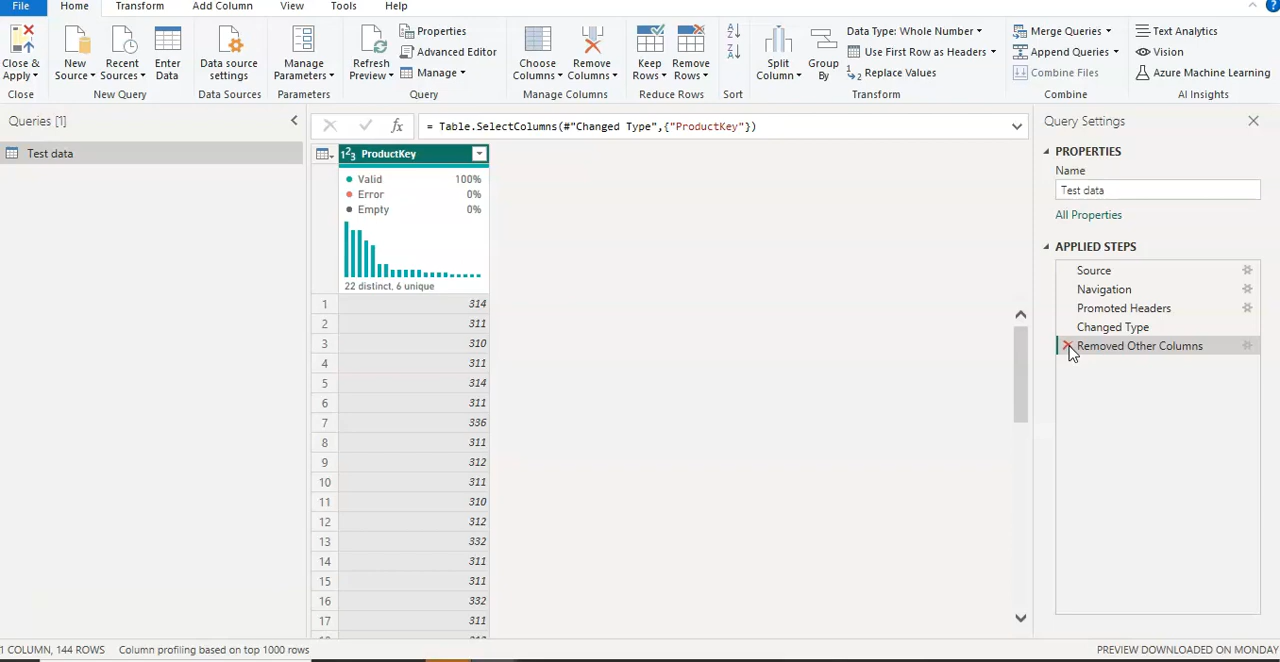 File Home Transform Add Column View Tools Help
Close & Apply
New Source
Recent Sources
Enter Data
Data source settings
Manage Parameters
Refresh Preview
Properties
Advanced Editor
Manage
Choose Columns
Remove Columns
Keep Rows
Remove Rows
Split Column
Group By
Data Type: Whole Number
Use First Row as Headers
Replace Values
Merge Queries
Append Queries
Combine Files
Text Analytics
Vision
Azure Machine Learning
Close New Query Data Sources Parameters Query Manage Columns Reduce Rows Sort Transform Combine AI Insights
Queries [1]
Test data
fx = Table.SelectColumns(#"Changed Type",{"ProductKey"})
1²3 ProductKey
Valid 100%
Error 0%
Empty 0%
22 distinct, 6 unique
1 314
2 311
3 310
4 311
5 314
6 311
7 336
8 311
9 312
10 311
11 310
12 312
13 332
14 311
15 311
16 332
17 311
Query Settings
PROPERTIES
Name
Test data
All Properties
APPLIED STEPS
Source
Navigation
Promoted Headers
Changed Type
Removed Other Columns
1 COLUMN, 144 ROWS Column profiling based on top 1000 rows
PREVIEW DOWNLOADED ON MONDAY